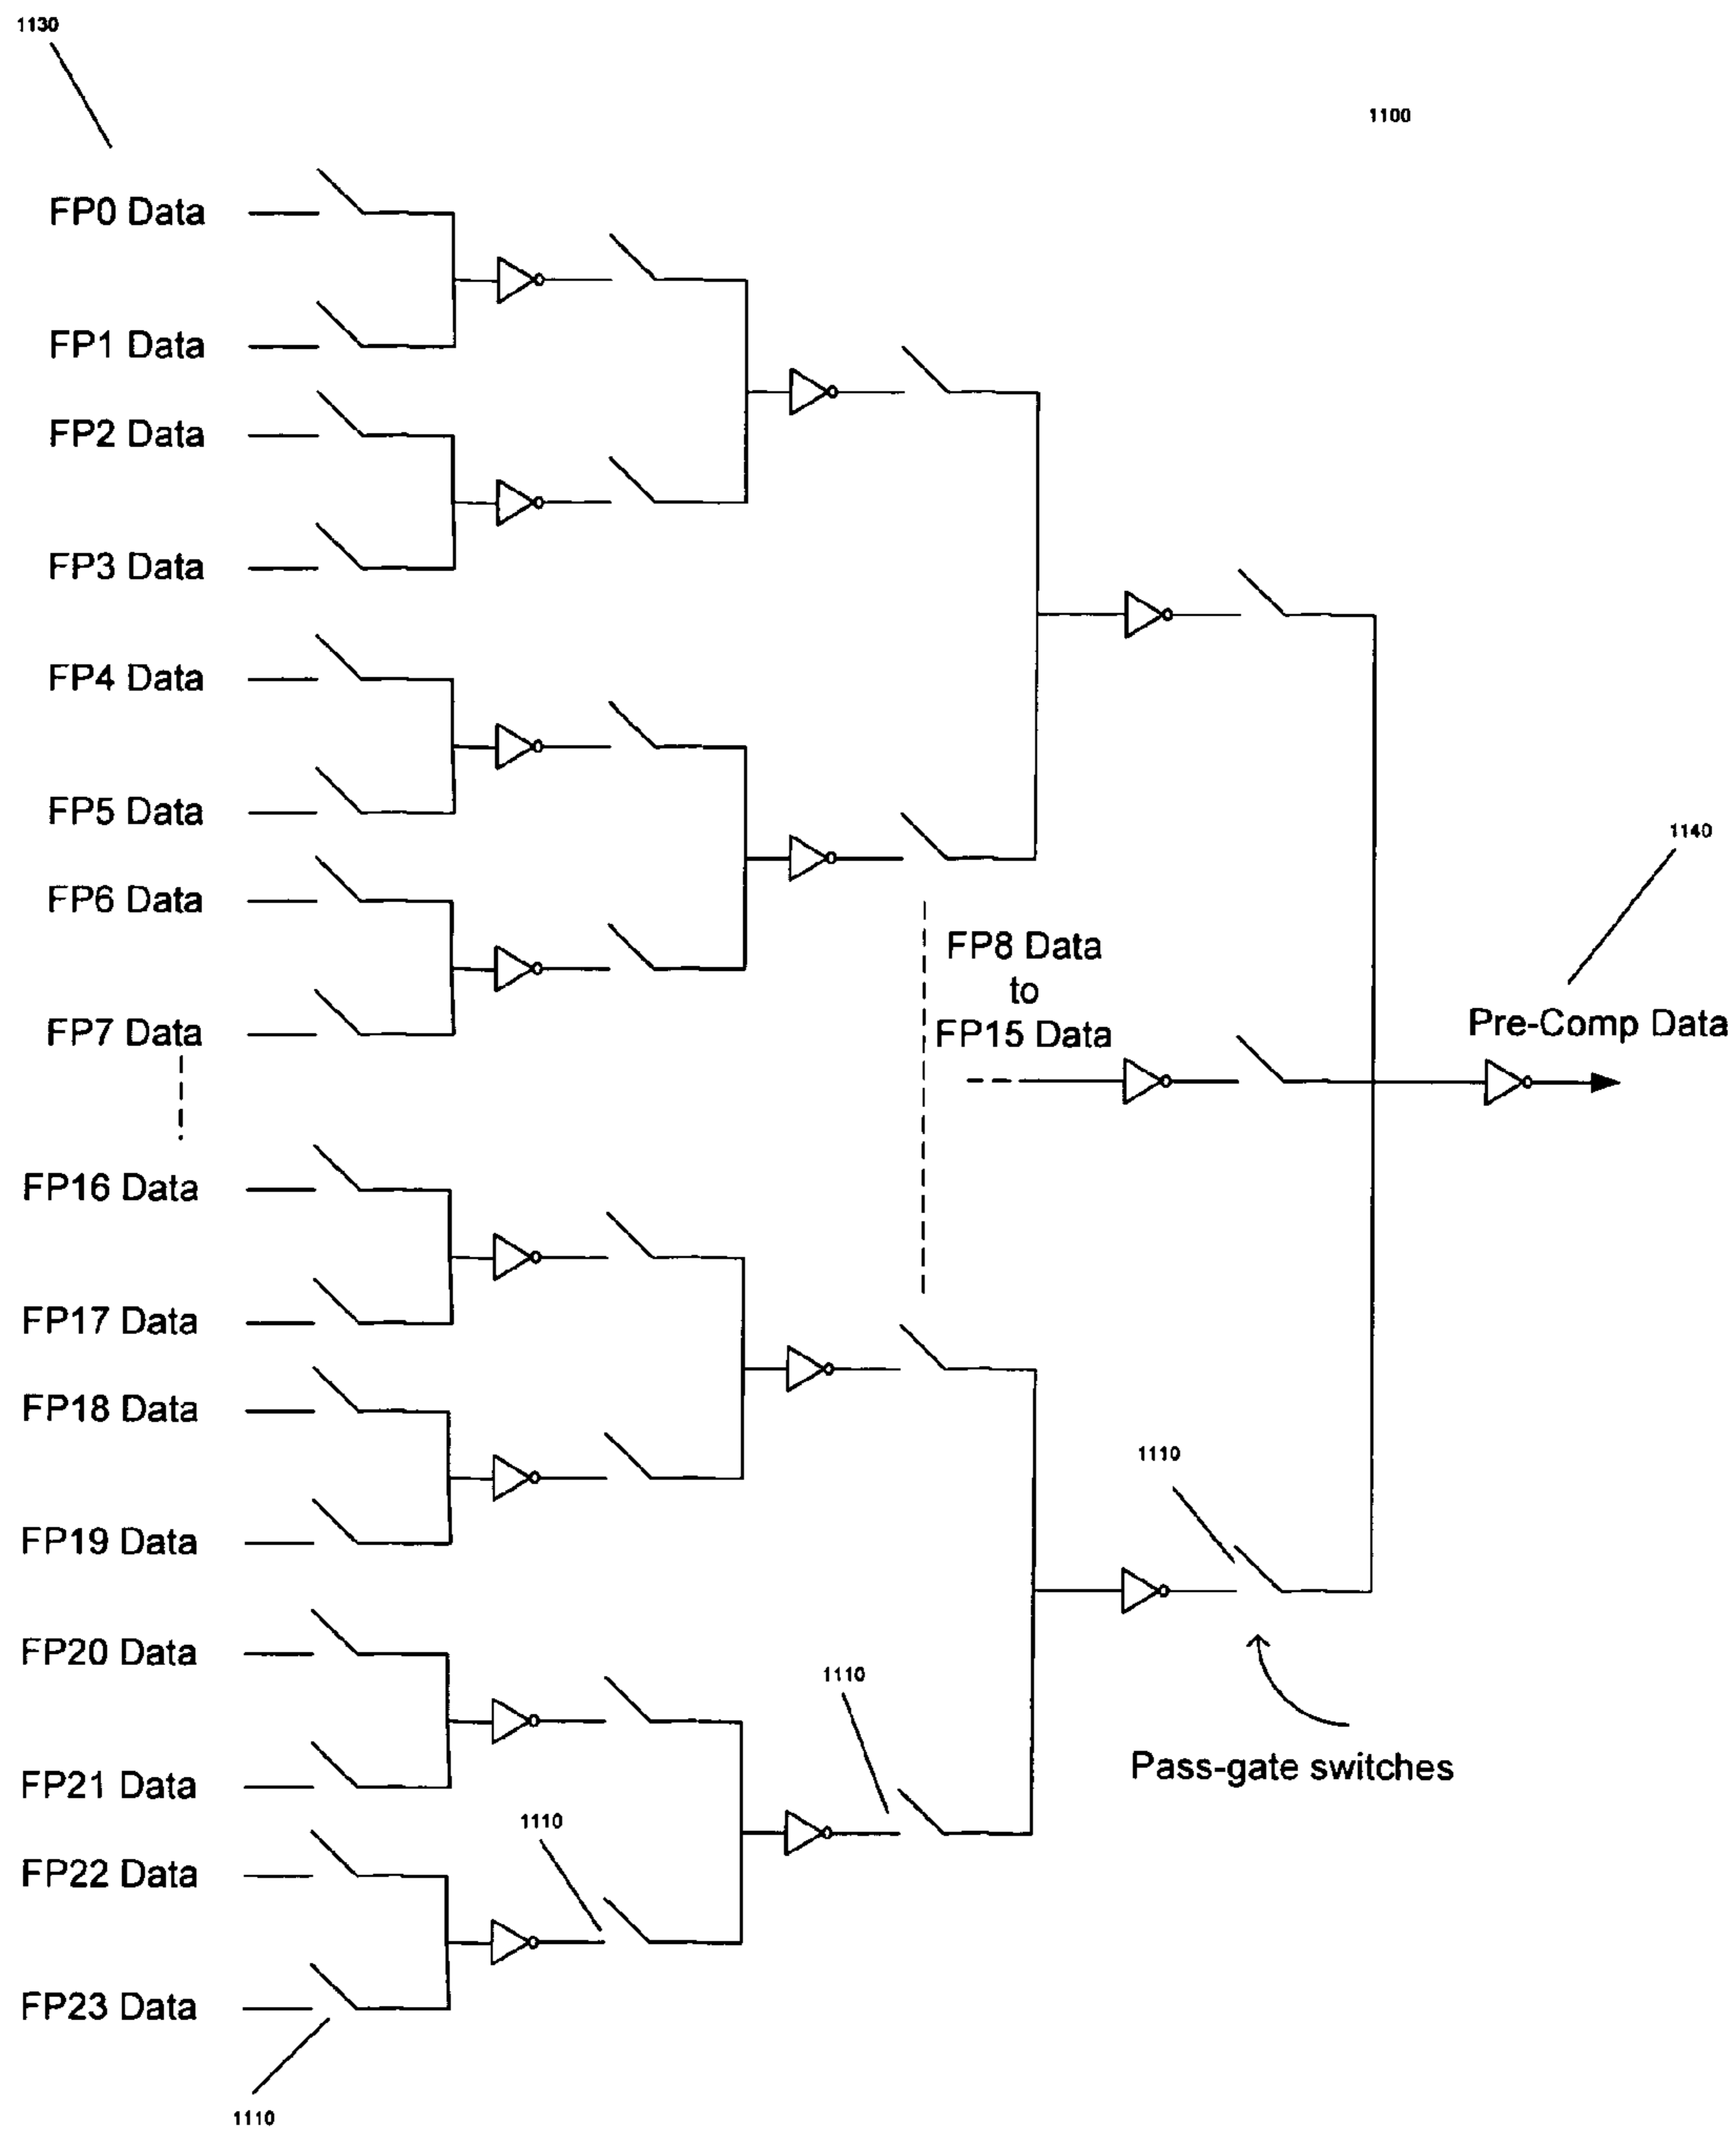 1130
1100
FP0 Data
FP1 Data
FP2 Data
FP3 Data
FP4 Data
FP5 Data
1140
FP6 Data
FP8 Data
to
FP15 Data
FP7 Data
Pre-Comp Data
FP16 Data
FP17 Data
FP18 Data
1110
FP19 Data
FP20 Data
1110
Pass-gate switches
FP21 Data
1110
FP22 Data
FP23 Data
1110